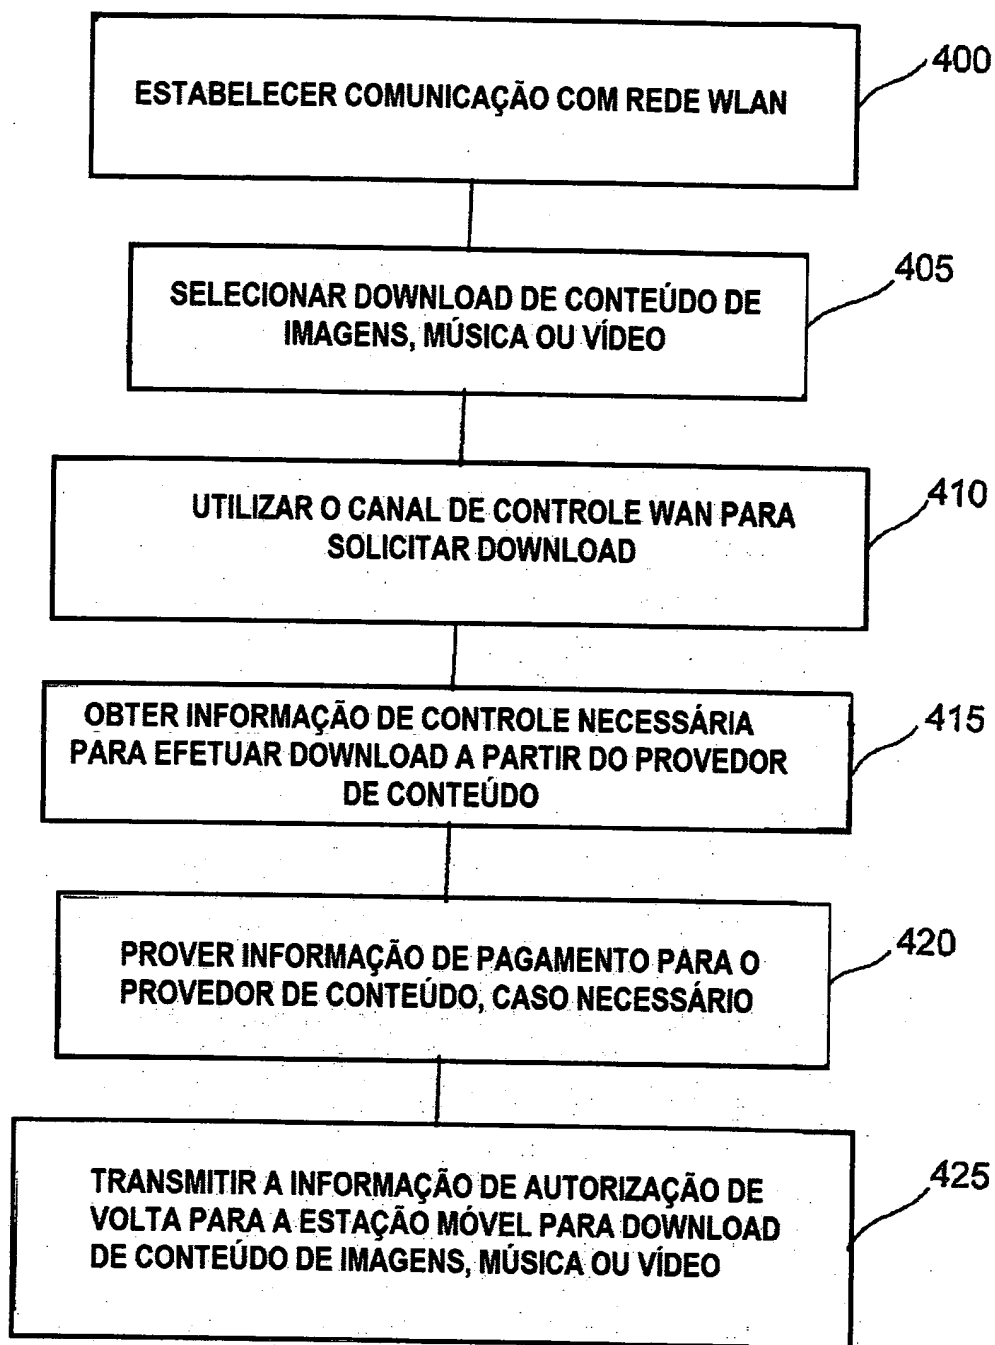 ESTABELECER COMUNICAÇÃO COM REDE WLAN
400
SELECIONAR DOWNLOAD DE CONTEÚDO DE
IMAGENS, MÚSICA OU VÍDEO
405
UTILIZAR O CANAL DE CONTROLE WAN PARA
SOLICITAR DOWNLOAD
410
OBTER INFORMAÇÃO DE CONTROLE NECESSÁRIA
PARA EFETUAR DOWNLOAD A PARTIR DO PROVEDOR
DE CONTEÚDO
415
PROVER INFORMAÇÃO DE PAGAMENTO PARA O
PROVEDOR DE CONTEÚDO, CASO NECESSÁRIO
420
TRANSMITIR A INFORMAÇÃO DE AUTORIZAÇÃO DE
VOLTA PARA A ESTAÇÃO MÓVEL PARA DOWNLOAD
DE CONTEÚDO DE IMAGENS, MÚSICA OU VÍDEO
425